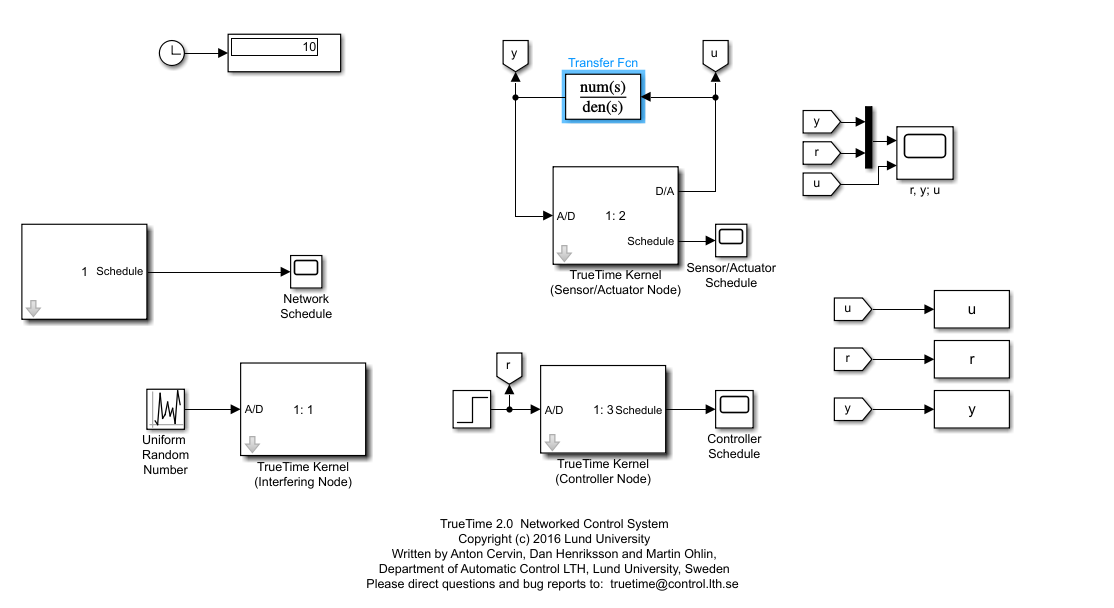 10
y
u
Transfer Fcn
num(s)
den(s)
D/A
A/D
1: 2
Schedule
TrueTime Kernel
(Sensor/Actuator Node)
Sensor/Actuator
Schedule
y
r
u
r, y; u
1 Schedule
Network
Schedule
u
u
r
r
y
y
A/D
1: 1
Uniform
Random
Number
TrueTime Kernel
(Interfering Node)
r
A/D
1: 3 Schedule
TrueTime Kernel
(Controller Node)
Controller
Schedule
TrueTime 2.0 Networked Control System
Copyright (c) 2016 Lund University
Written by Anton Cervin, Dan Henriksson and Martin Ohlin,
Department of Automatic Control LTH, Lund University, Sweden
Please direct questions and bug reports to: truetime@control.lth.se